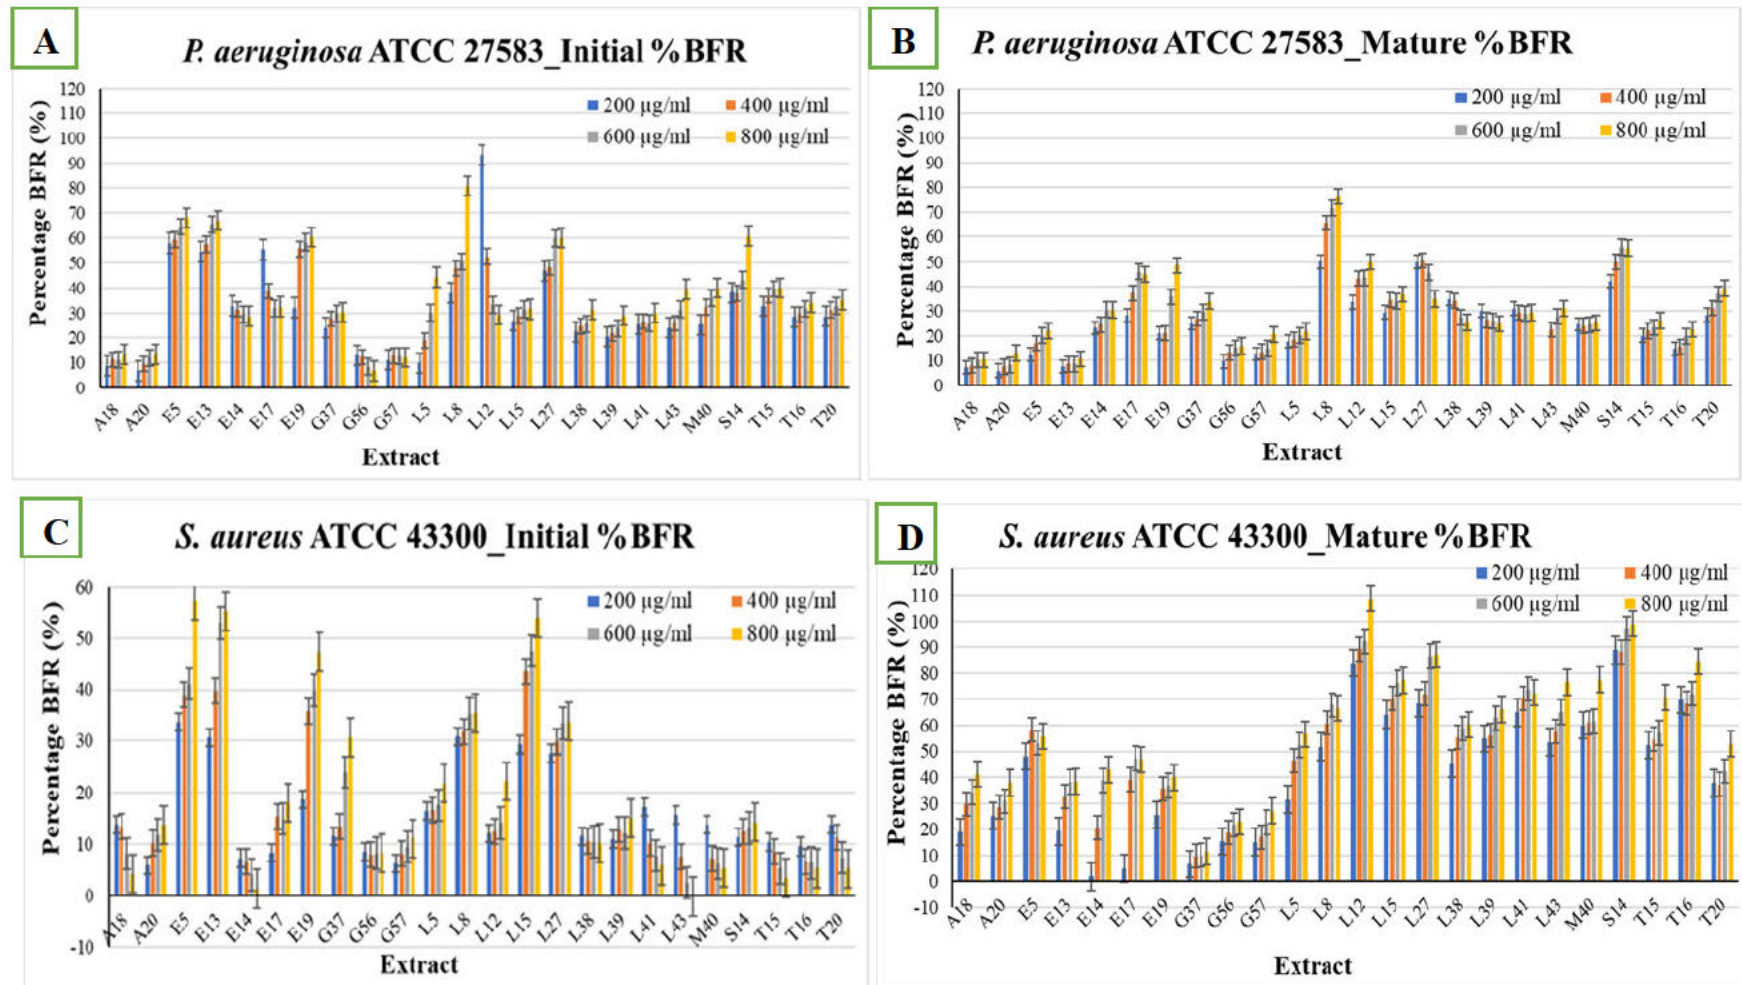 A
P. aeruginosa ATCC 27583_Initial %BFR
Percentage BFR (%)
120
110
100
90
80
70
60
50
40
30
20
10
0
200 µg/ml 400 µg/ml
600 µg/ml 800 µg/ml
A18 A20 E5 E13 E14 E17 E19 G37 G56 G57 L5 L8 L12 L15 L27 L38 L39 L41 L43 M40 S14 T15 T16 T20
Extract
B
P. aeruginosa ATCC 27583_Mature %BFR
Percentage BFR (%)
120
110
100
90
80
70
60
50
40
30
20
10
0
200 µg/ml 400 µg/ml
600 µg/ml 800 µg/ml
A18 A20 E5 E13 E14 E17 E19 G37 G56 G57 L5 L8 L12 L15 L27 L38 L39 L41 L43 M40 S14 T15 T16 T20
Extract
C
S. aureus ATCC 43300_Initial %BFR
Percentage BFR (%)
60
50
40
30
20
10
0
-10
200 µg/ml 400 µg/ml
600 µg/ml 800 µg/ml
A18 A20 E5 E13 E14 E17 E19 G37 G56 G57 L5 L8 L12 L15 L27 L38 L39 L41 L43 M40 S14 T15 T16 T20
Extract
D
S. aureus ATCC 43300_Mature %BFR
Percentage BFR (%)
120
110
100
90
80
70
60
50
40
30
20
10
0
-10
200 µg/ml 400 µg/ml
600 µg/ml 800 µg/ml
A18 A20 E5 E13 E14 E17 E19 G37 G56 G57 L5 L8 L12 L15 L27 L38 L39 L41 L43 M40 S14 T15 T16 T20
Extract